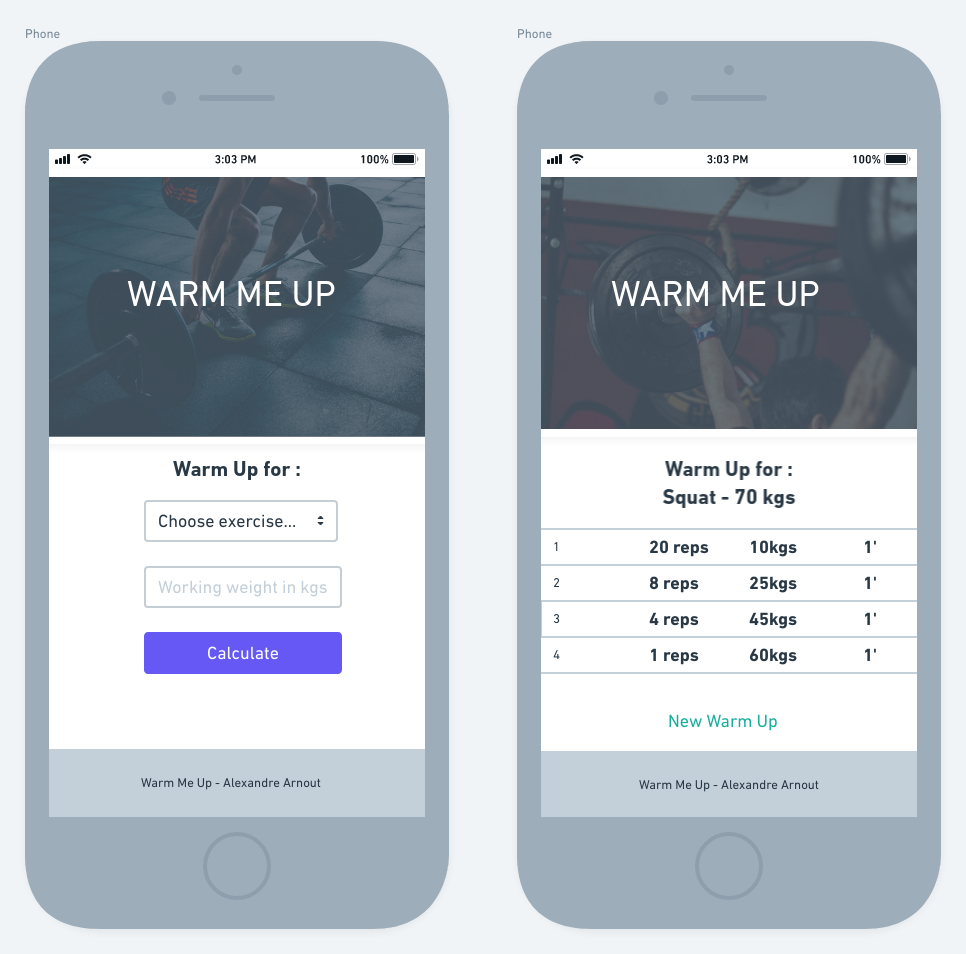 Phone
3:03 PM
100%
WARM ME UP
Warm Up for :
Choose exercise...
Working weight in kgs
Calculate
Warm Me Up - Alexandre Arnout
Phone
3:03 PM
100%
WARM ME UP
Warm Up for :
Squat - 70 kgs
1 20 reps 10kgs 1'
2 8 reps 25kgs 1'
3 4 reps 45kgs 1'
4 1 reps 60kgs 1'
New Warm Up
Warm Me Up - Alexandre Arnout